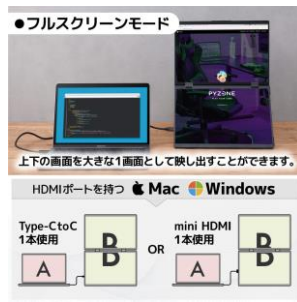 ●フルスクリーンモード
PYZONE
上下の画面を大きな1画面として映し出すことができます。
HDMIポートを持つ Mac Windows
Type-CtoC
1本使用
A
B
OR
mini HDMI
1本使用
A
B